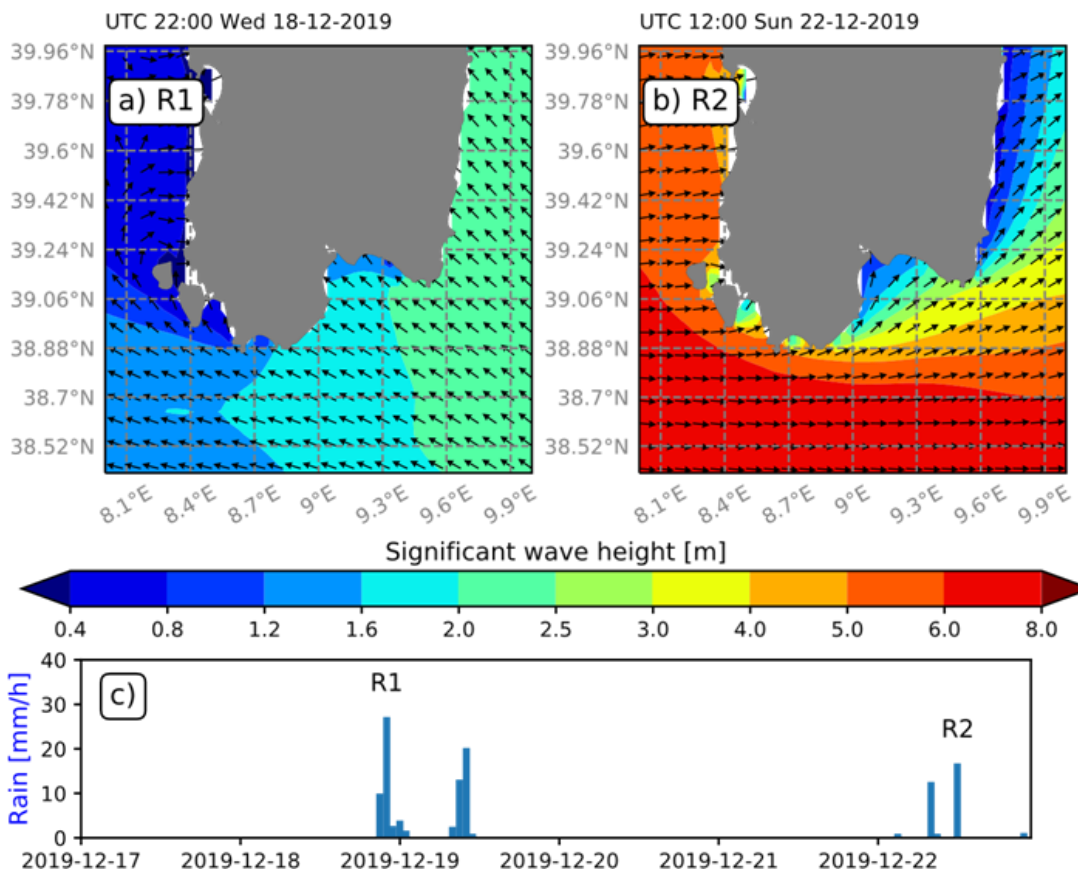 UTC 22:00 Wed 18-12-2019
UTC 12:00 Sun 22-12-2019
39.96°N
39.78°N
39.6°N
39.42°N
39.24°N
39.06°N
38.88°N
38.7°N
38.52°N
a) R1
8.1°E 8.4°E 8.7°E 9°E 9.3°E 9.6°E 9.9°E
39.96°N
39.78°N
39.6°N
39.42°N
39.24°N
39.06°N
38.88°N
38.7°N
38.52°N
b) R2
8.1°E 8.4°E 8.7°E 9°E 9.3°E 9.6°E 9.9°E
Significant wave height [m]
0.4 0.8 1.2 1.6 2.0 2.5 3.0 4.0 5.0 6.0 8.0
c)
R1
R2
Rain [mm/h]
40
30
20
10
0
2019-12-17 2019-12-18 2019-12-19 2019-12-20 2019-12-21 2019-12-22